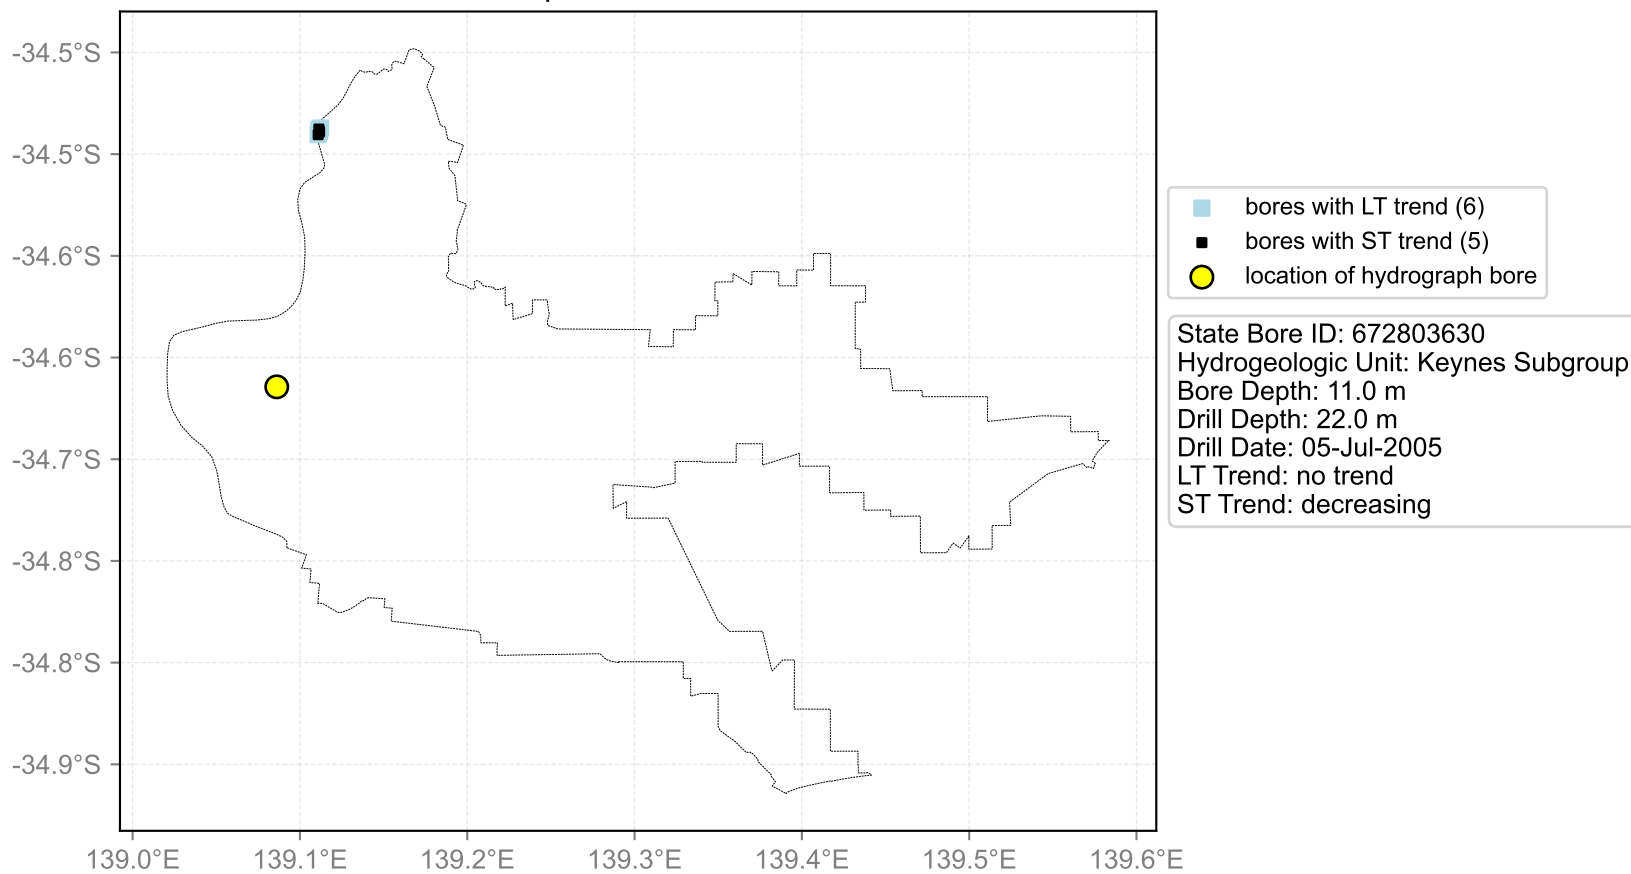 -34.5°S
-34.5°S
-34.6°S
-34.6°S
-34.7°S
-34.8°S
-34.8°S
-34.9°S
139.0°E 139.1°E 139.2°E 139.3°E 139.4°E 139.5°E 139.6°E
bores with LT trend (6)
bores with ST trend (5)
location of hydrograph bore
State Bore ID: 672803630
Hydrogeologic Unit: Keynes Subgroup
Bore Depth: 11.0 m
Drill Depth: 22.0 m
Drill Date: 05-Jul-2005
LT Trend: no trend
ST Trend: decreasing